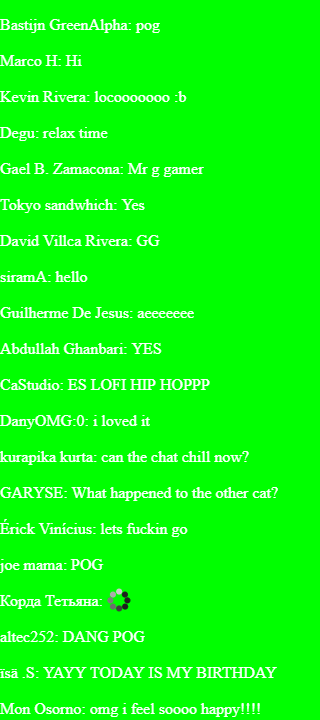 Bastijn GreenAlpha: pog
Marco H: Hi
Kevin Rivera: locooooooo :b
Degu: relax time
Gael B. Zamacona: Mr g gamer
Tokyo sandwhich: Yes
David Villca Rivera: GG
siramA: hello
Guilherme De Jesus: aeeeeeee
Abdullah Ghanbari: YES
CaStudio: ES LOFI HIP HOPPP
DanyOMG:0: i loved it
kurapika kurta: can the chat chill now?
GARYSE: What happened to the other cat?
Érick Vinícius: lets fuckin go
joe mama: POG
Корда Тетьяна:
altec252: DANG POG
ïsä .S: YAYY TODAY IS MY BIRTHDAY
Mon Osorno: omg i feel soooo happy!!!!